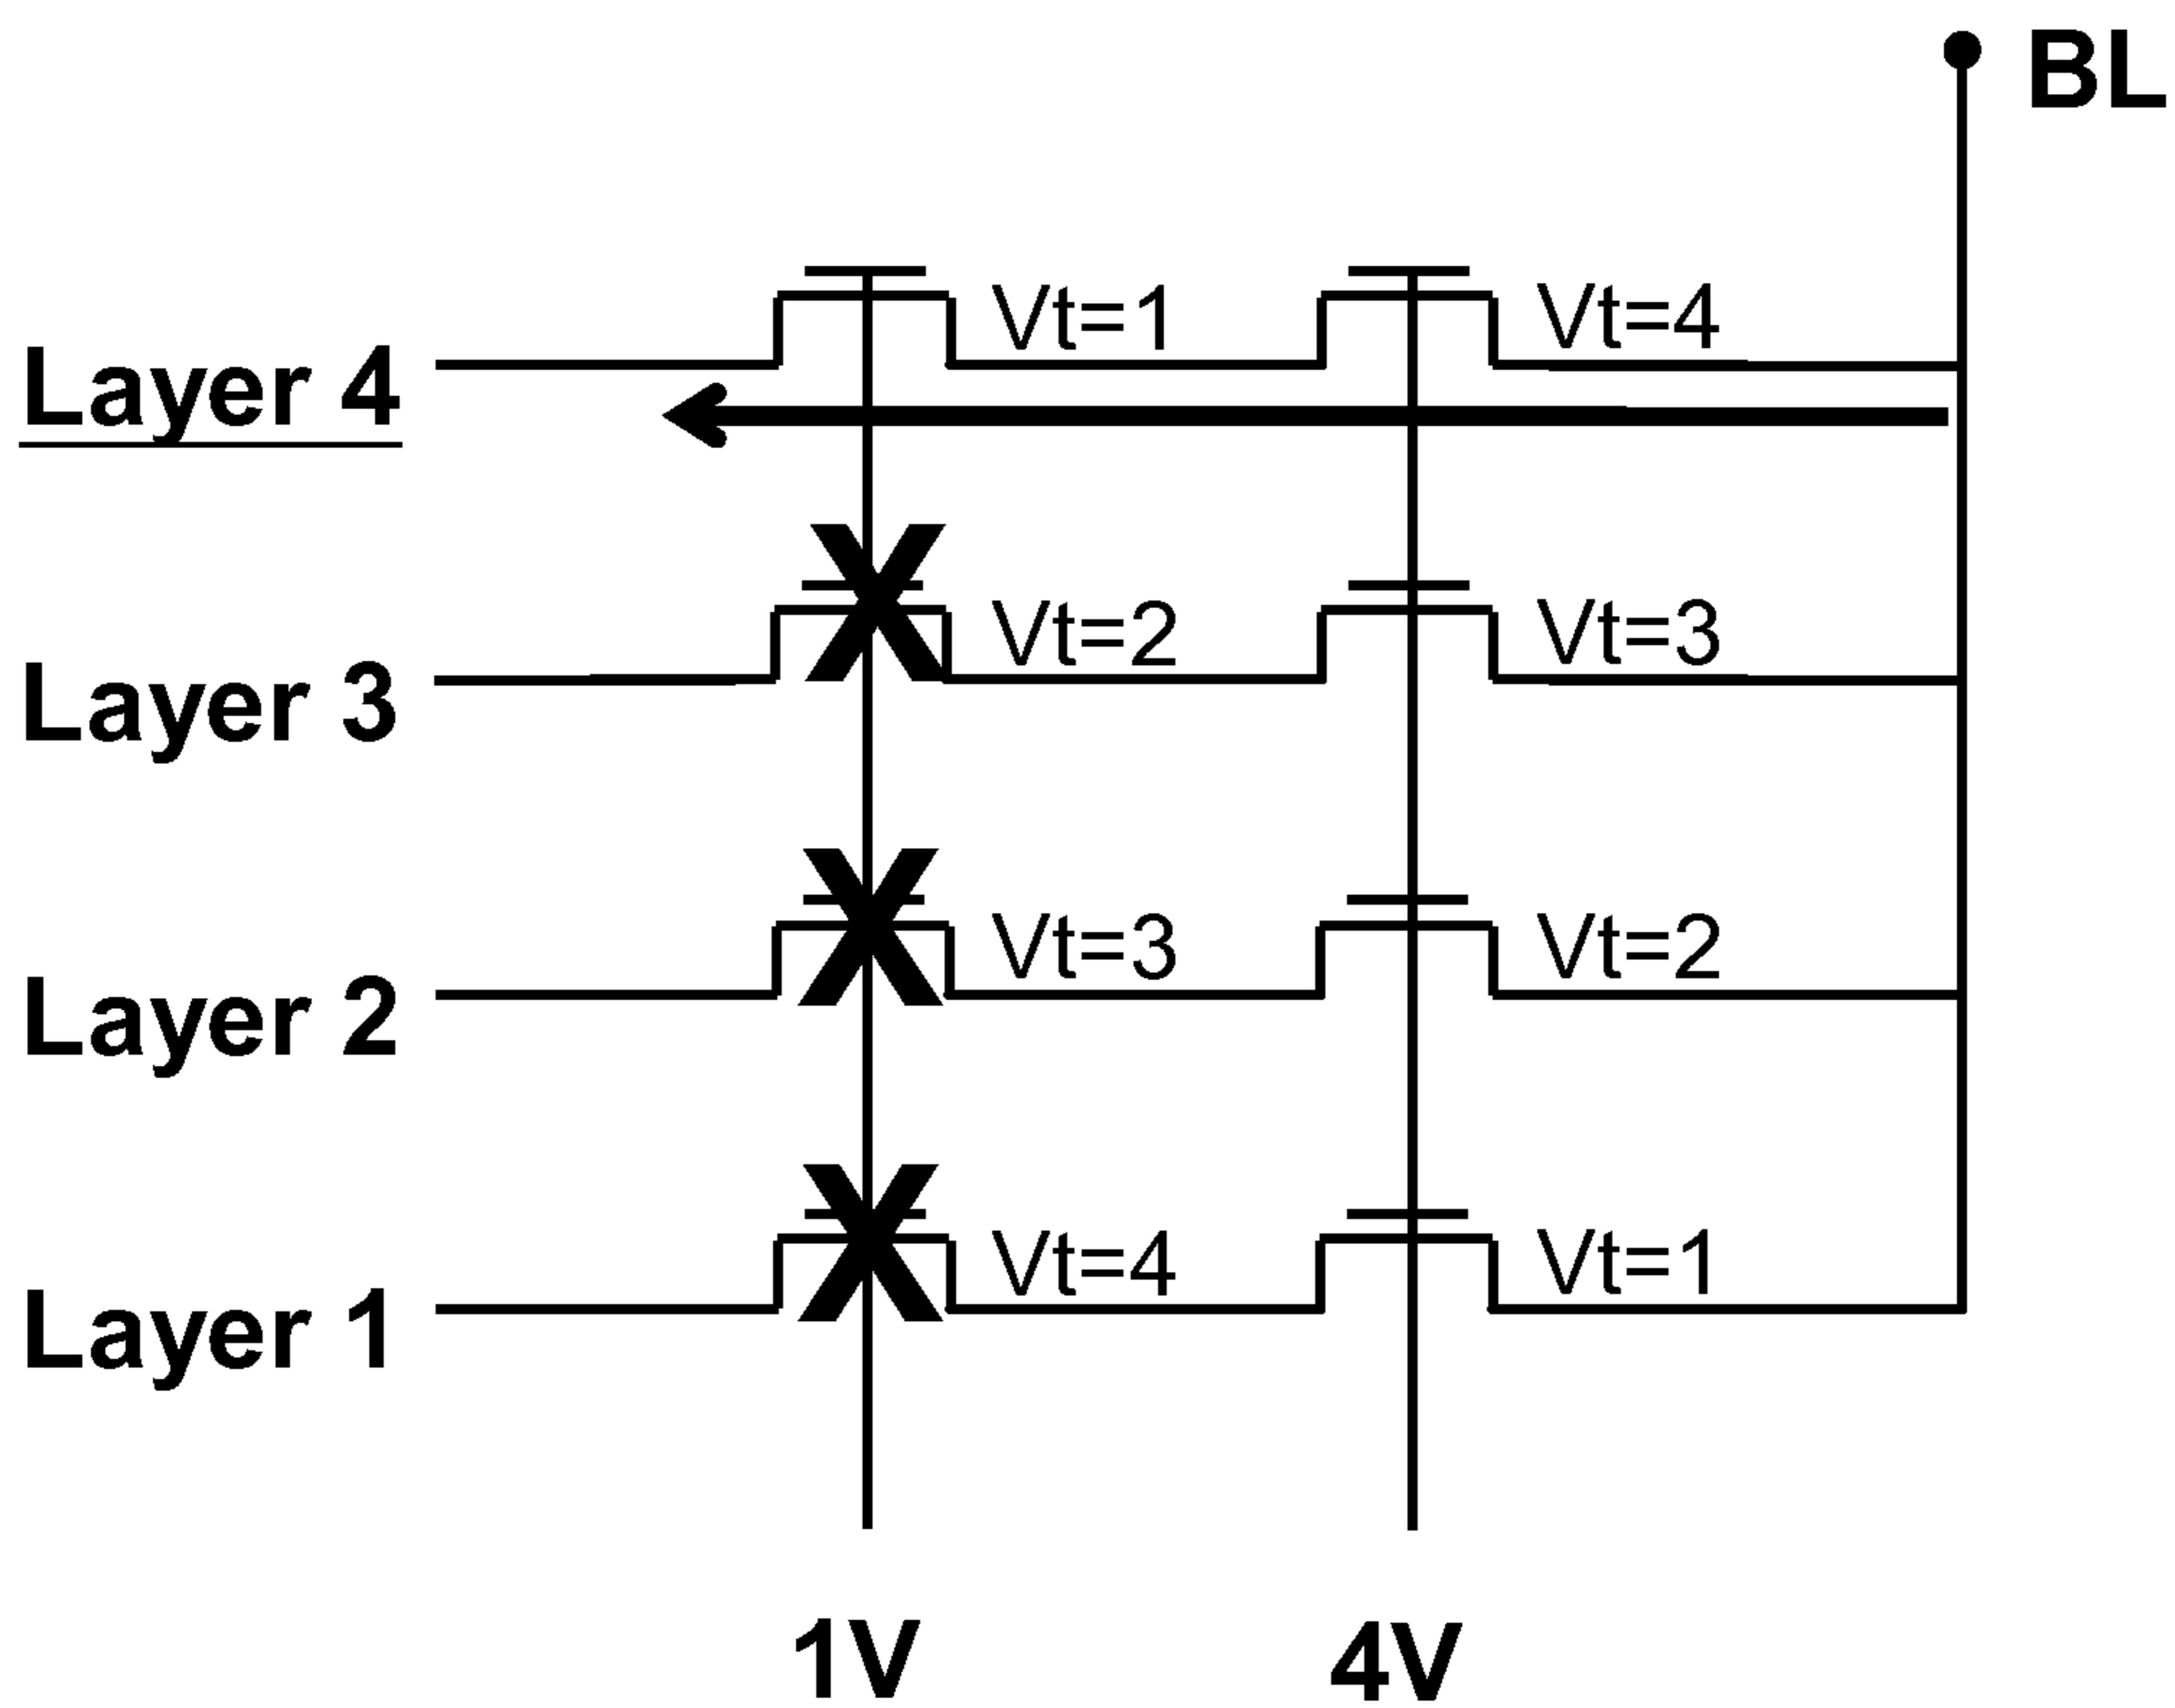 BL
Vt=1 Vt=4
Layer 4
Vt=2 Vt=3
Layer 3
Vt=3 Vt=2
Layer 2
Vt=4 Vt=1
Layer 1
1V 4V